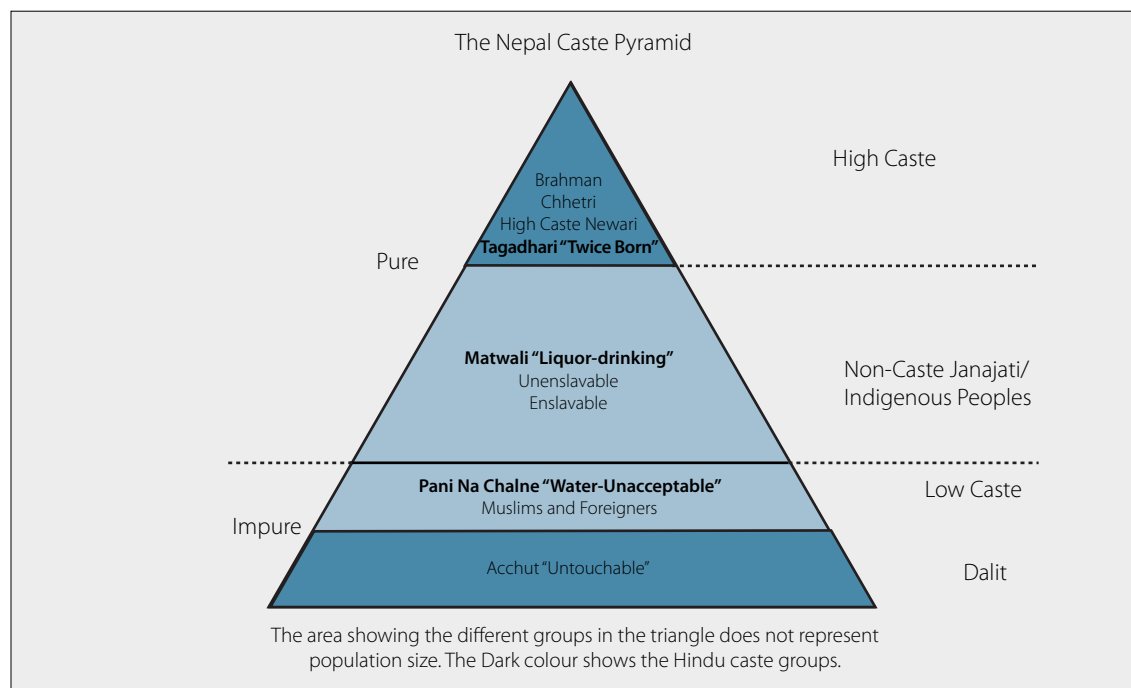 The Nepal Caste Pyramid
High Caste
Brahman
Chhetri
High Caste Newari
Tagadhari “Twice Born”
Pure
Matwali “Liquor-drinking”
Unenslavable
Enslavable
Non-Caste Janajati/
Indigenous Peoples
Pani Na Chalne “Water-Unacceptable”
Muslims and Foreigners
Low Caste
Impure
Acchut “Untouchable”
Dalit
The area showing the different groups in the triangle does not represent
population size. The Dark colour shows the Hindu caste groups.